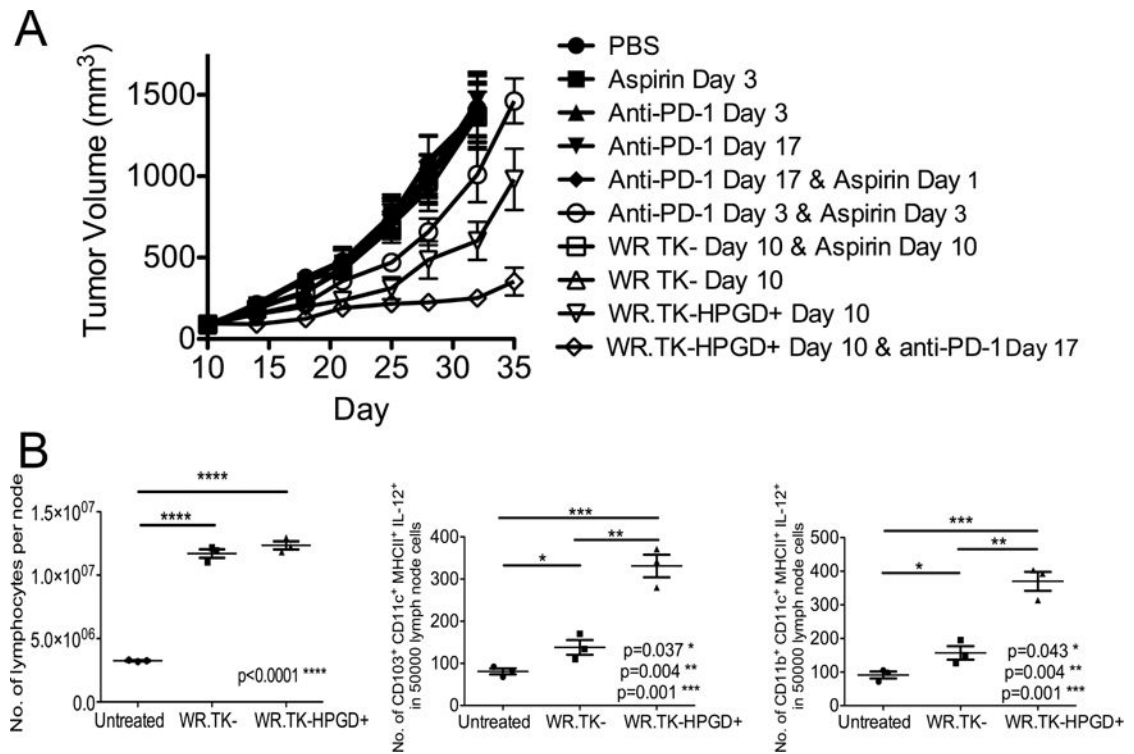 A
Tumor Volume (mm³)
1500
1000
500
0
10 15 20 25 30 35
Day
PBS
Aspirin Day 3
Anti-PD-1 Day 3
Anti-PD-1 Day 17
Anti-PD-1 Day 17 & Aspirin Day 1
Anti-PD-1 Day 3 & Aspirin Day 3
WR TK- Day 10 & Aspirin Day 10
WR TK- Day 10
WR.TK-HPGD+ Day 10
WR.TK-HPGD+ Day 10 & anti-PD-1 Day 17
B
No. of lymphocytes per node
1.5×10⁰⁷
1.0×10⁰⁷
5.0×10⁰⁶
0.0
****
****
p<0.0001 ****
Untreated WR.TK- WR.TK-HPGD+
No. of CD103⁺ CD11c⁺ MHCII⁺ IL-12⁺
in 50000 lymph node cells
400
300
200
100
0
***
**
*
p=0.037 *
p=0.004 **
p=0.001 ***
Untreated WR.TK- WR.TK-HPGD+
No. of CD11b⁺ CD11c⁺ MHCII⁺ IL-12⁺
in 50000 lymph node cells
500
400
300
200
100
0
***
**
*
p=0.043 *
p=0.004 **
p=0.001 ***
Untreated WR.TK- WR.TK-HPGD+